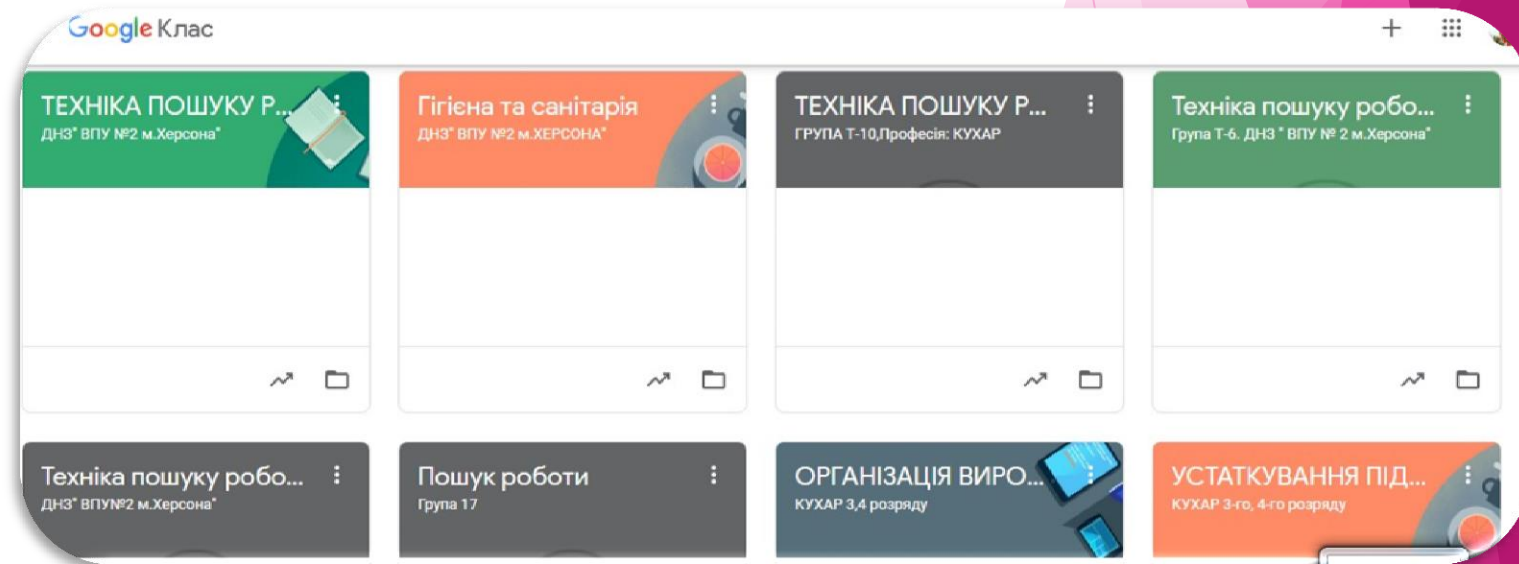 Google Клас
ТЕХНІКА ПОШУКУ Р...
ДНЗ" ВПУ №2 м.Херсона"
Гігієна та санітарія
ДНЗ" ВПУ №2 м.ХЕРСОНА"
ТЕХНІКА ПОШУКУ Р...
ГРУПА Т-10,Професія: КУХАР
Техніка пошуку робо...
Група Т-6. ДНЗ " ВПУ № 2 м.Херсона"
Техніка пошуку робо...
ДНЗ" ВПУ№2 м.Херсона"
Пошук роботи
Група 17
ОРГАНІЗАЦІЯ ВИРО...
КУХАР 3,4 розряду
УСТАТКУВАННЯ ПІД...
КУХАР 3-го, 4-го розряду